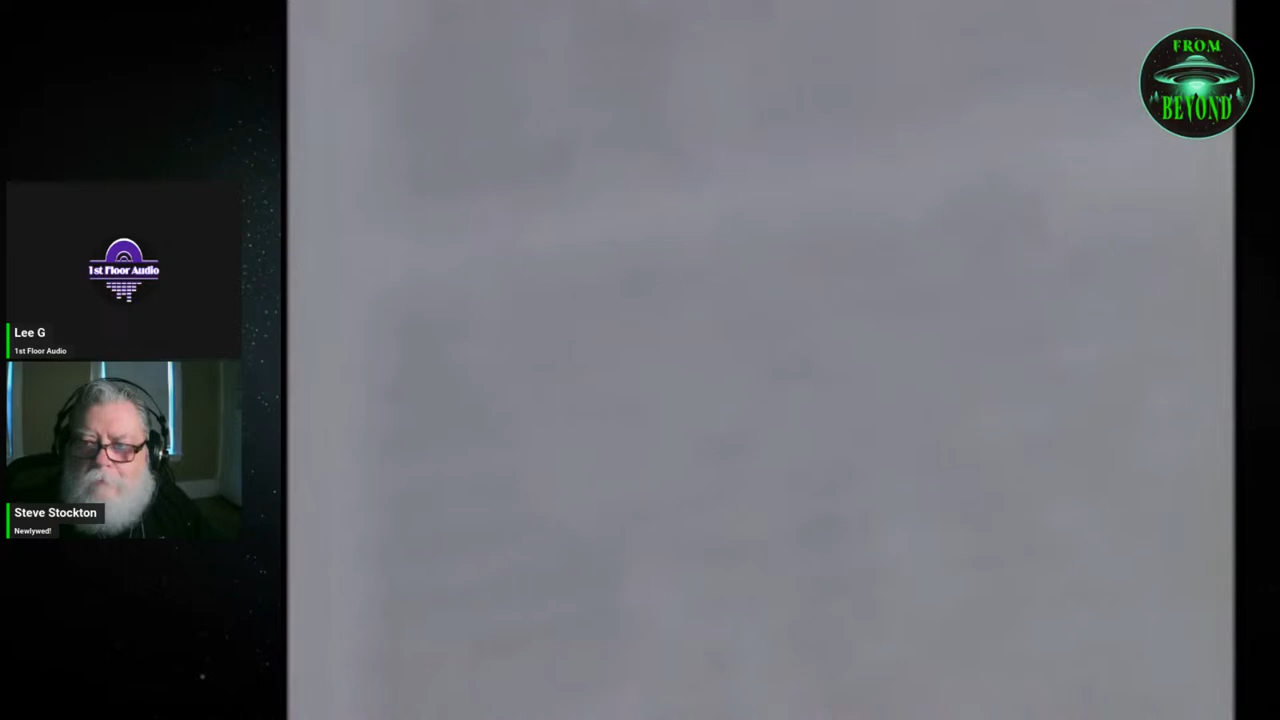 FROM
BEYOND
1st Floor Audio
Lee G
1st Floor Audio
Steve Stockton
Newlywed!